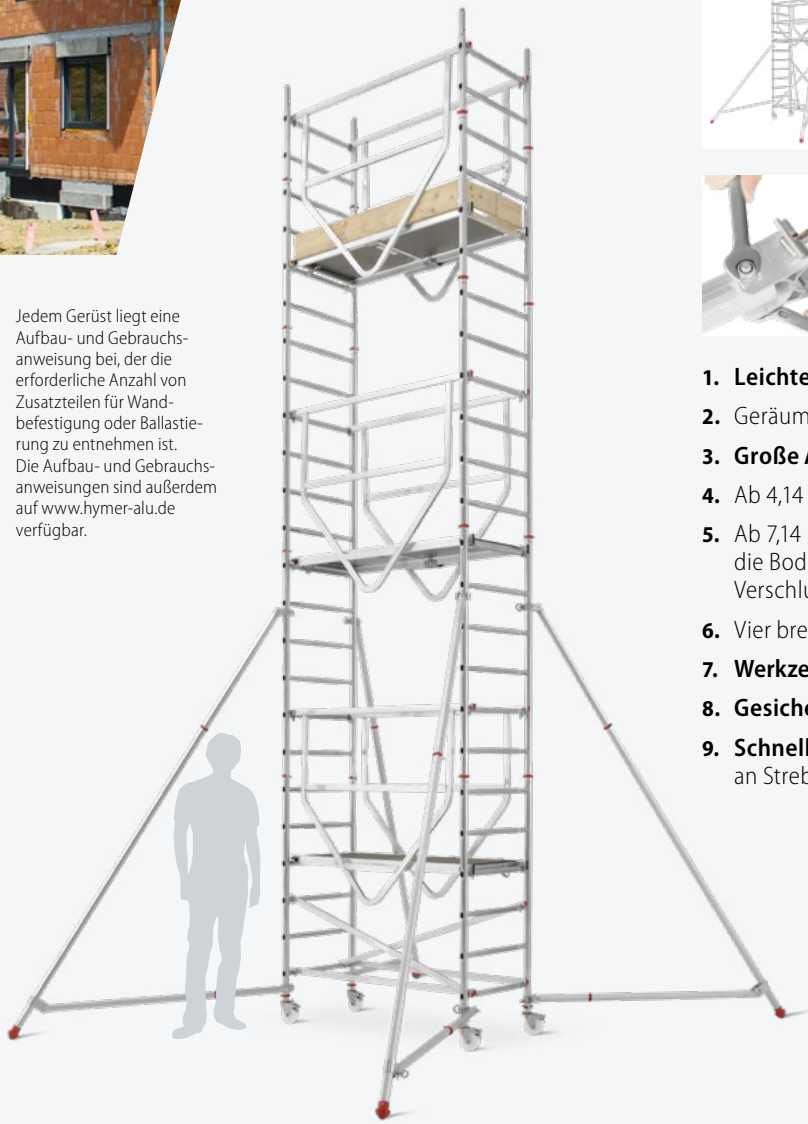 Jedem Gerüst liegt eine
Aufbau- und Gebrauchs-
anweisung bei, der die
erforderliche Anzahl von
Zusatzteilen für Wand-
befestigung oder Ballastie-
rung zu entnehmen ist.
Die Aufbau- und Gebrauchs-
anweisungen sind außerdem
auf www.hymer-alu.de
verfügbar.
1. Leichte
2. Geräum
3. Große
4. Ab 4,14
5. Ab 7,14
die Bod
Verschlu
6. Vier bre
7. Werkze
8. Gesiche
9. Schnell
an Streb